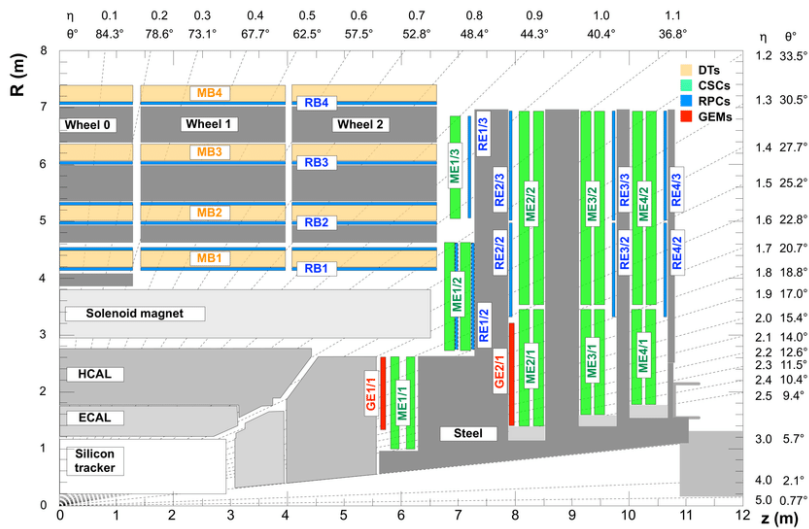 η 0.1 0.2 0.3 0.4 0.5 0.6 0.7 0.8 0.9 1.0 1.1 η θ°
θ° 84.3° 78.6° 73.1° 67.7° 62.5° 57.5° 52.8° 48.4° 44.3° 40.4° 36.8°
R (m)
8
7
6
5
4
3
2
1
0
1.2 33.5°
1.3 30.5°
1.4 27.7°
1.5 25.2°
1.6 22.8°
1.7 20.7°
1.8 18.8°
1.9 17.0°
2.0 15.4°
2.1 14.0°
2.2 12.6°
2.3 11.5°
2.4 10.4°
2.5 9.4°
3.0 5.7°
4.0 2.1°
5.0 0.77°
DTs
CSCs
RPCs
GEMs
MB4
RB4
Wheel 0
Wheel 1
Wheel 2
MB3
RB3
MB2
RB2
MB1
RB1
Solenoid magnet
HCAL
ECAL
Silicon
tracker
Steel
GE1/1
ME1/1
ME1/2
ME1/3
RE1/3
RE1/2
GE2/1
RE2/3
RE2/2
ME2/2
ME2/1
ME3/2
ME3/1
RE3/3
RE3/2
ME4/2
ME4/1
RE4/3
RE4/2
0 1 2 3 4 5 6 7 8 9 10 11 12
z (m)